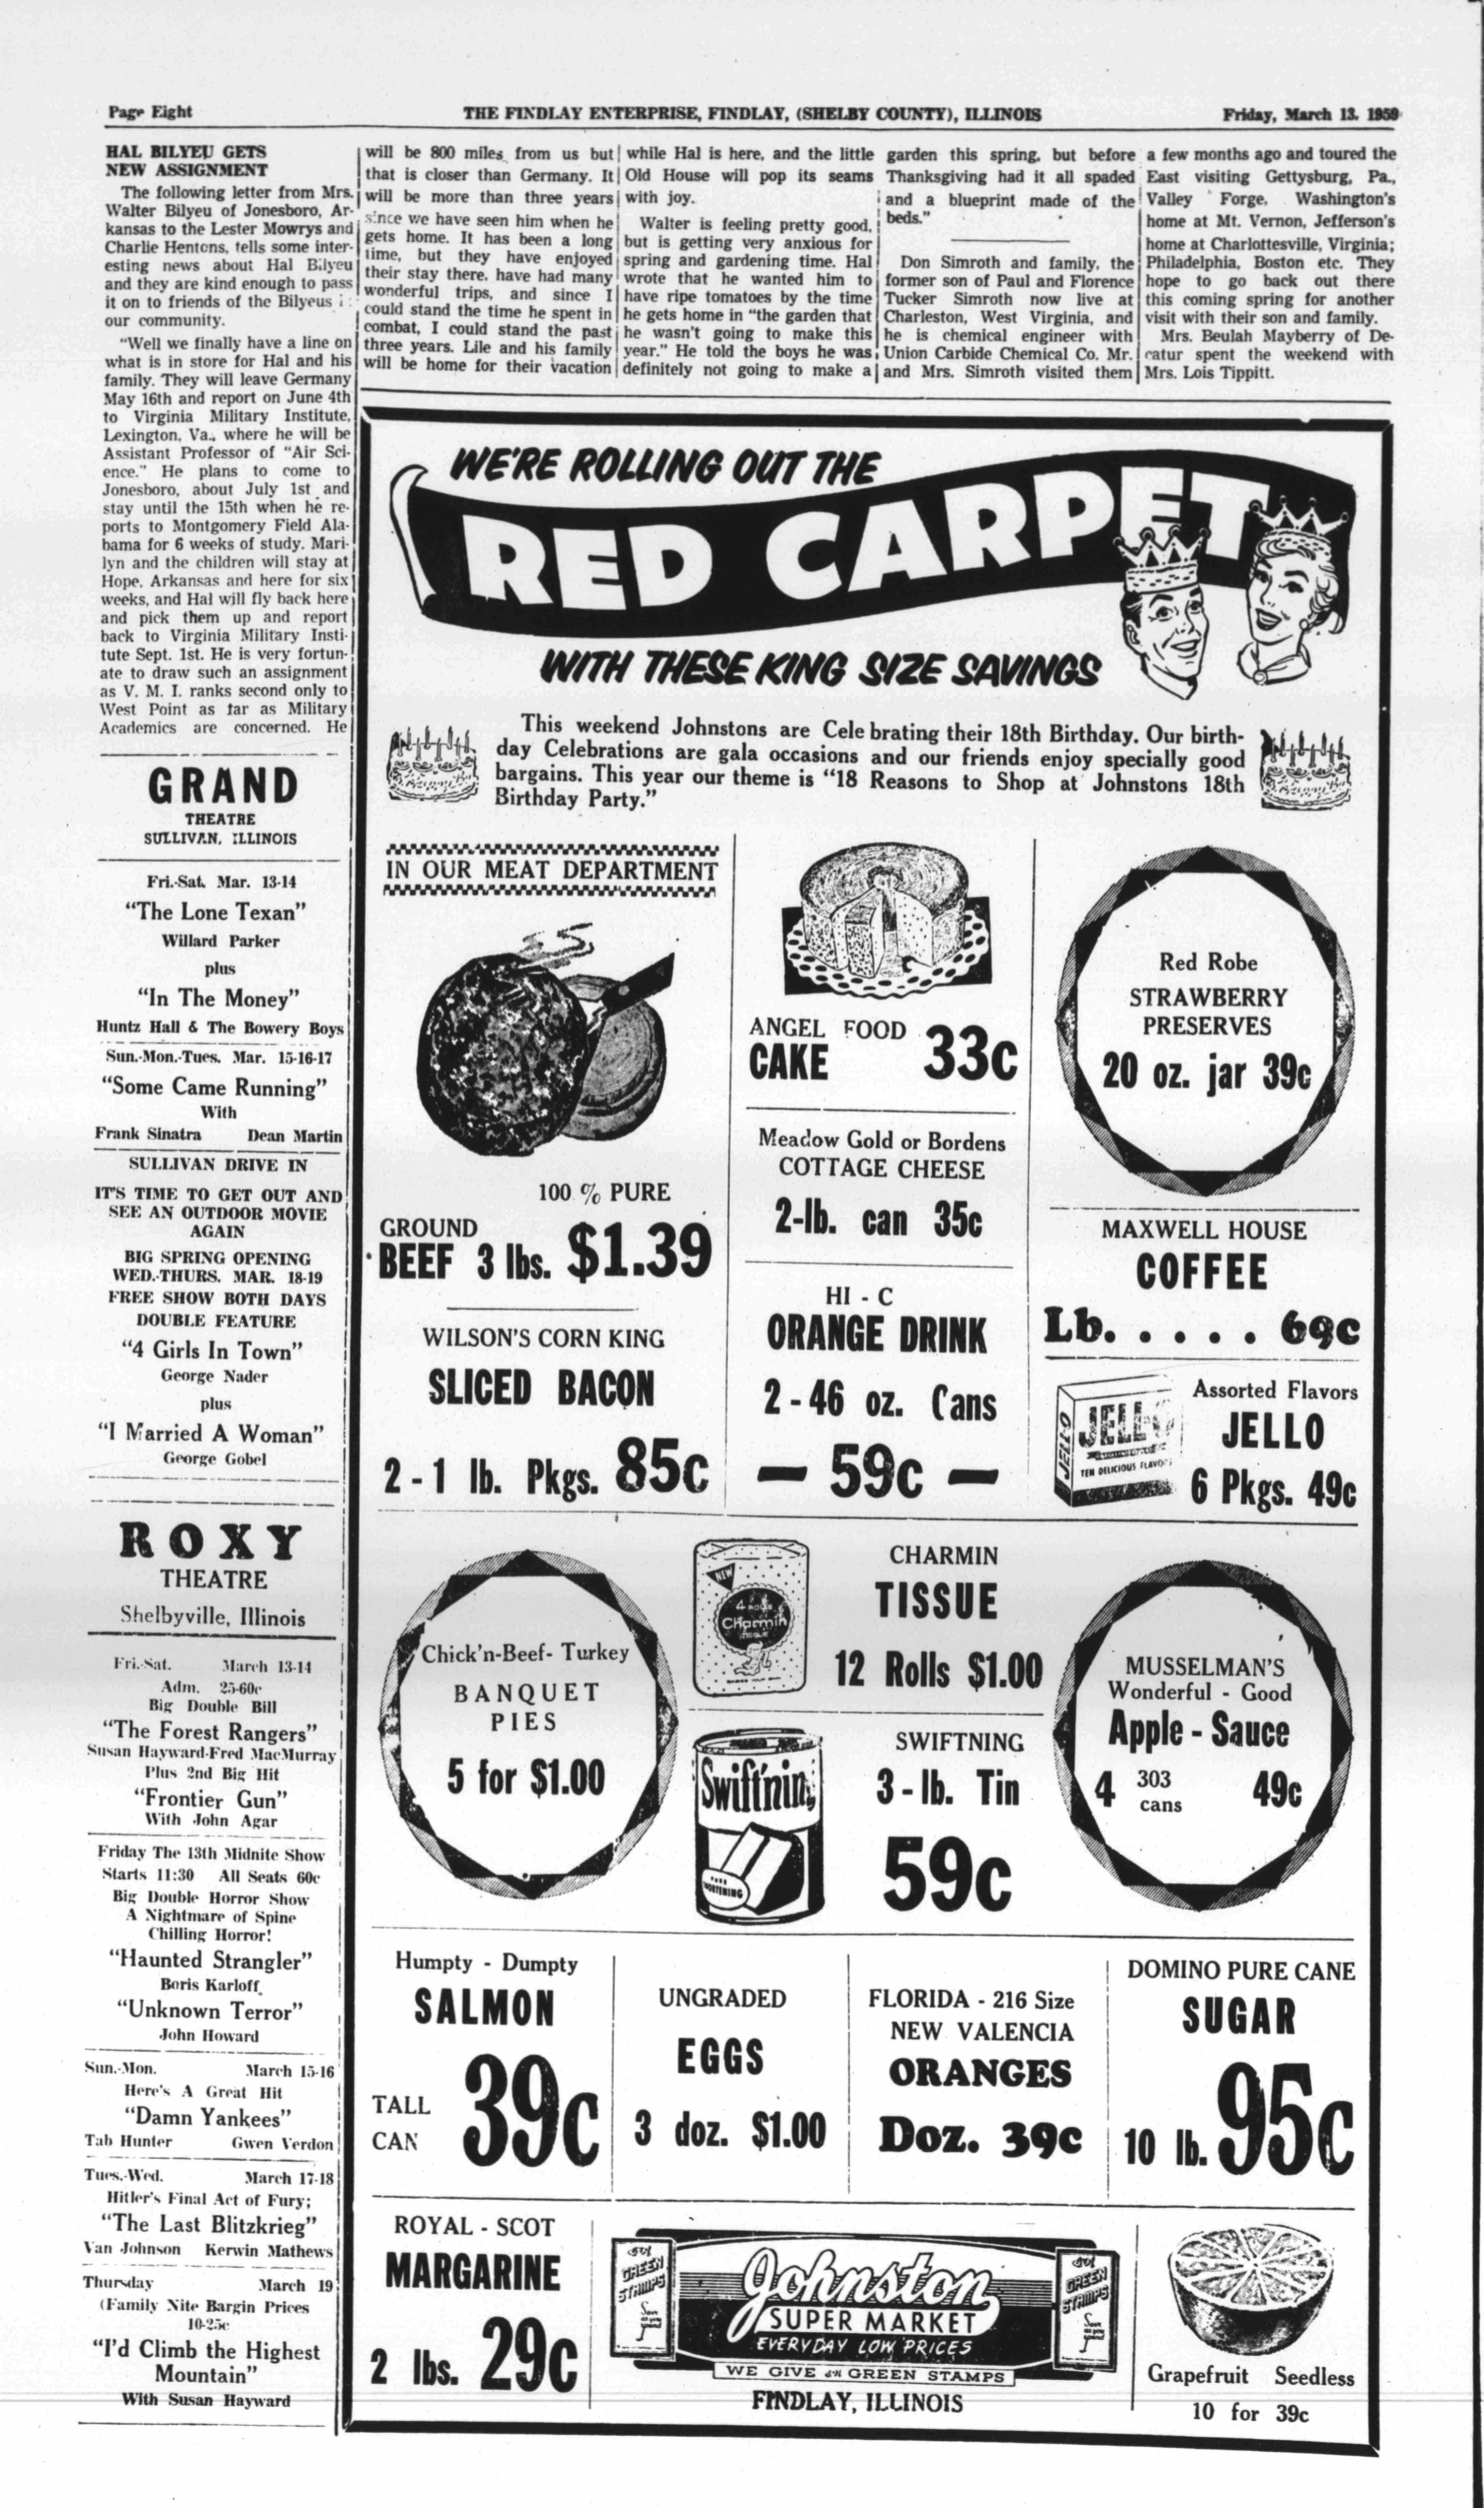 Page Eight
THE FINDLAY ENTERPRISE, FINDLAY, (SHELBY COUNTY), ILLINOIS
Friday, March 13, 1959
HAL BILYEU GETS
NEW ASSIGNMENT
The following letter from Mrs.
Walter Bilyeu of Jonesboro, Ar-
kansas to the Lester Mowrys and
Charlie Hentons, tells some inter-
esting news about Hal Bilyeu
and they are kind enough to pass
it on to friends of the Bilyeus
our community.
"Well we finally have a line on
what is in store for Hal and his
family. They will leave Germany
May 16th and report on June 4th
to Virginia Military Institute,
Lexington, Va., where he will be
Assistant Professor of "Air Sci-
ence." He plans to come to
Jonesboro, about July 1st and
stay until the 15th when he re-
ports to Montgomery Field Ala-
bama for 6 weeks of study. Mari-
lyn and the children will stay at
Hope, Arkansas and here for six
weeks, and Hal will fly back here
and pick them up and report
back to Virginia Military Insti-
tute Sept. 1st. He is very fortun-
ate to draw such an assignment
as V. M. I. ranks second only to
West Point as far as Military
Academics are concerned. He
will be 800 miles from us but
that is closer than Germany. It
will be more than three years
since we have seen him when he
gets home. It has been a long
time, but they have enjoyed
their stay there, have had many
wonderful trips, and since I
could stand the time he spent in
combat, I could stand the past
three years. Lile and his family
will be home for their vacation
while Hal is here, and the little
Old House will pop its seams
with joy.
Walter is feeling pretty good,
but is getting very anxious for
spring and gardening time. Hal
wrote that he wanted him to
have ripe tomatoes by the time
he gets home in "the garden that
he wasn't going to make this
year." He told the boys he was
definitely not going to make a
garden this spring, but before
Thanksgiving had it all spaded
and a blueprint made of the
beds."
Don Simroth and family, the
former son of Paul and Florence
Tucker Simroth now live at
Charleston, West Virginia, and
he is chemical engineer with
Union Carbide Chemical Co. Mr.
and Mrs. Simroth visited them
a few months ago and toured the
East visiting Gettysburg, Pa.,
Valley Forge, Washington's
home at Mt. Vernon, Jefferson's
home at Charlottesville, Virginia;
Philadelphia, Boston etc. They
hope to go back out there
this coming spring for another
visit with their son and family.
Mrs. Beulah Mayberry of De-
catur spent the weekend with
Mrs. Lois Tippitt.
GRAND
THEATRE
SULLIVAN, ILLINOIS
Fri.-Sat. Mar. 13-14
"The Lone Texan"
Willard Parker
plus
"In The Money"
Huntz Hall & The Bowery Boys
Sun.-Mon.-Tues. Mar. 15-16-17
"Some Came Running"
With
Frank Sinatra Dean Martin
SULLIVAN DRIVE IN
IT'S TIME TO GET OUT AND
SEE AN OUTDOOR MOVIE
AGAIN
BIG SPRING OPENING
WED.-THURS. MAR. 18-19
FREE SHOW BOTH DAYS
DOUBLE FEATURE
"4 Girls In Town"
George Nader
plus
"I Married A Woman"
George Gobel
ROXY
THEATRE
Shelbyville, Illinois
Fri.-Sat. March 13-14
Adm. 25-60c
Big Double Bill
"The Forest Rangers"
Susan Hayward-Fred MacMurray
Plus 2nd Big Hit
"Frontier Gun"
With John Agar
Friday The 13th Midnite Show
Starts 11:30 All Seats 60c
Big Double Horror Show
A Nightmare of Spine
Chilling Horror!
"Haunted Strangler"
Boris Karloff
"Unknown Terror"
John Howard
Sun.-Mon. March 15-16
Here's A Great Hit
"Damn Yankees"
Tab Hunter Gwen Verdon
Tues.-Wed. March 17-18
Hitler's Final Act of Fury;
"The Last Blitzkrieg"
Van Johnson Kerwin Mathews
Thursday March 19
(Family Nite Bargin Prices
10-25c
"I'd Climb the Highest
Mountain"
With Susan Hayward
WE'RE ROLLING OUT THE
RED CARPET
WITH THESE KING SIZE SAVINGS
This weekend Johnstons are Cele brating their 18th Birthday. Our birth-
day Celebrations are gala occasions and our friends enjoy specially good
bargains. This year our theme is "18 Reasons to Shop at Johnstons 18th
Birthday Party."
IN OUR MEAT DEPARTMENT
100 % PURE
GROUND
BEEF 3 lbs. $1.39
WILSON'S CORN KING
SLICED BACON
2 - 1 lb. Pkgs. 85c
ANGEL FOOD
CAKE 33c
Meadow Gold or Bordens
COTTAGE CHEESE
2-lb. can 35c
HI - C
ORANGE DRINK
2 - 46 oz. Cans
— 59c —
Red Robe
STRAWBERRY
PRESERVES
20 oz. jar 39c
MAXWELL HOUSE
COFFEE
Lb. . . . . . 69c
JELL-O
JELL-O
TEN DELICIOUS FLAVORS
Assorted Flavors
JELLO
6 Pkgs. 49c
Chick'n-Beef- Turkey
BANQUET
PIES
5 for $1.00
NEW
4 ROLLS
Charmin
TISSUE
CHARMIN
TISSUE
12 Rolls $1.00
Swift'ning
PURE
SHORTENING
SWIFTNING
3 - lb. Tin
59c
MUSSELMAN'S
Wonderful - Good
Apple - Sauce
4 303 cans 49c
Humpty - Dumpty
SALMON
TALL
CAN 39c
UNGRADED
EGGS
3 doz. $1.00
FLORIDA - 216 Size
NEW VALENCIA
ORANGES
Doz. 39c
DOMINO PURE CANE
SUGAR
10 lb. 95c
ROYAL - SCOT
MARGARINE
2 lbs. 29c
GREEN
STAMPS
Johnston
SUPER MARKET
EVERYDAY LOW PRICES
WE GIVE S&H GREEN STAMPS
GREEN
STAMPS
FINDLAY, ILLINOIS
Grapefruit Seedless
10 for 39c